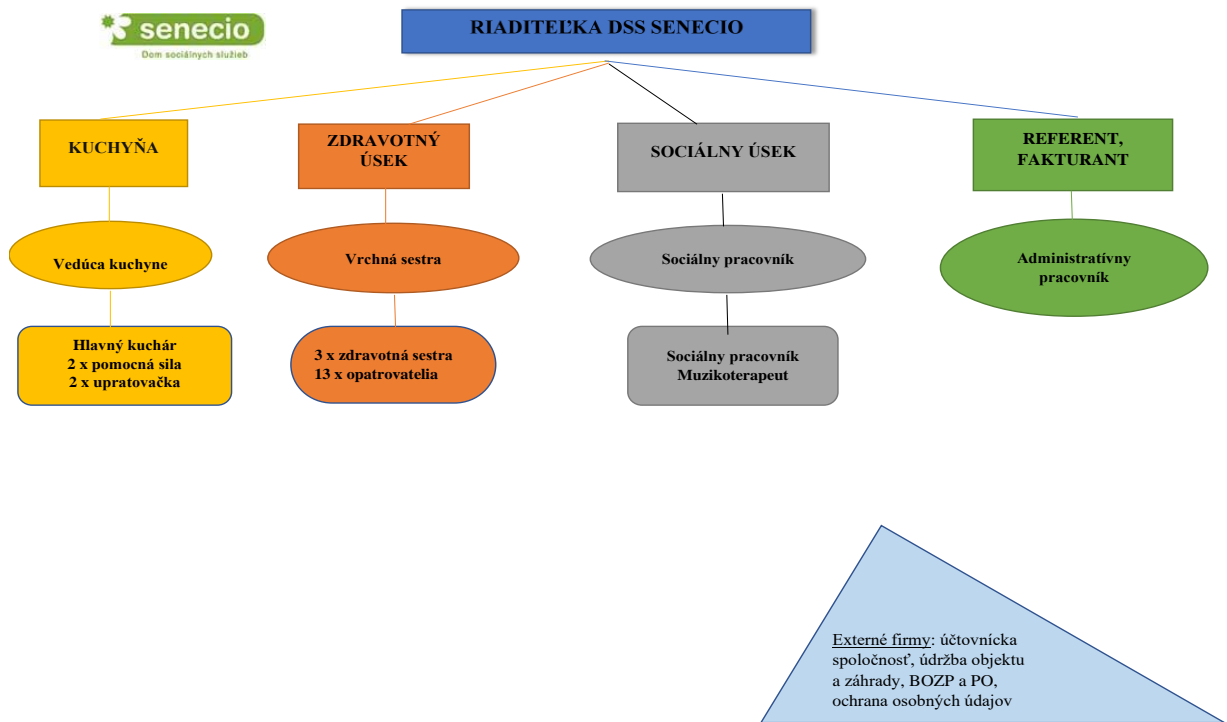 senecio
Dom sociálnych služieb
RIADITEĽKA DSS SENECIO
KUCHYŇA
ZDRAVOTNÝ
ÚSEK
SOCIÁLNY ÚSEK
REFERENT,
FAKTURANT
Vedúca kuchyne
Vrchná sestra
Sociálny pracovník
Administratívny
pracovník
Hlavný kuchár
2 x pomocná sila
2 x upratovačka
3 x zdravotná sestra
13 x opatrovatelia
Sociálny pracovník
Muzikoterapeut
Externé firmy: účtovnícka
spoločnosť, údržba objektu
a záhrady, BOZP a PO,
ochrana osobných údajov